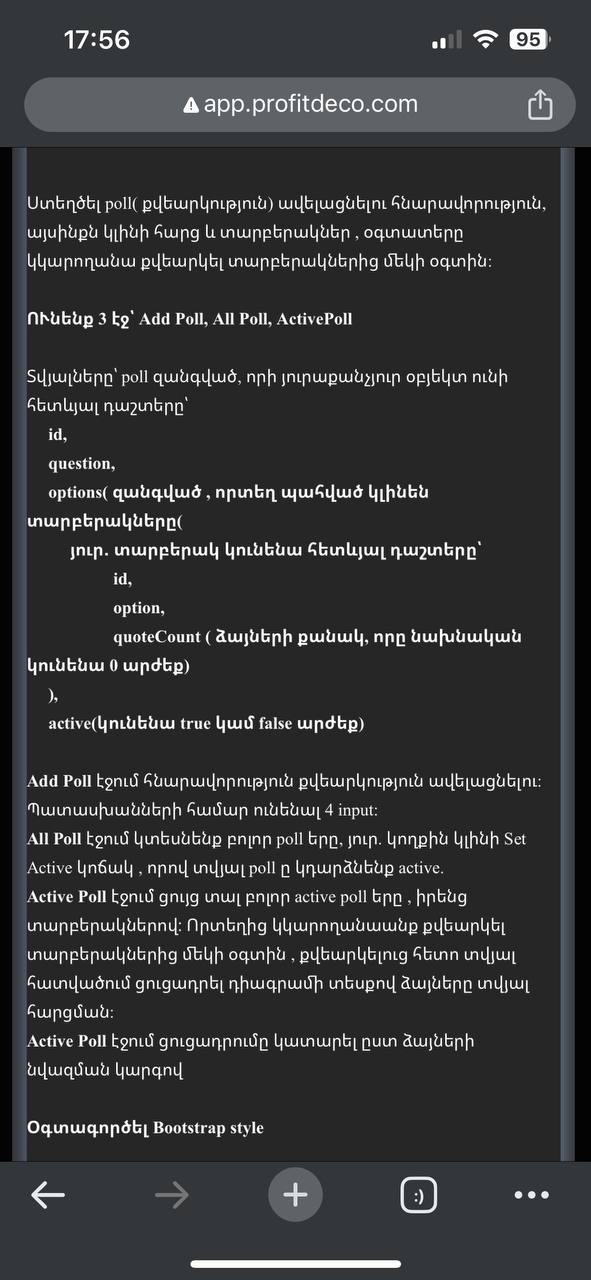 17:56
95
app.profitdeco.com
Ստեղծել poll( քվեարկություն) ավելացնելու հնարավորություն,
այսինքն կլինի հարց և տարբերակներ , օգտատերը
կկարողանա քվեարկել տարբերակներից մեկի օգտին:
ՈՒնենք 3 էջ՝ Add Poll, All Poll, ActivePoll
Տվյալները՝ poll զանգված, որի յուրաքանչյուր օբյեկտ ունի
հետևյալ դաշտերը՝
id,
question,
options( զանգված , որտեղ պահված կլինեն
տարբերակները(
յուր. տարբերակ կունենա հետևյալ դաշտերը՝
id,
option,
quoteCount ( ձայների քանակ, որը նախնական
կունենա 0 արժեք)
),
active(կունենա true կամ false արժեք)
Add Poll էջում հնարավորություն քվեարկություն ավելացնելու:
Պատասխանների համար ունենալ 4 input:
All Poll էջում կտեսնենք բոլոր poll երը, յուր. կողքին կլինի Set
Active կոճակ , որով տվյալ poll ը կդարձնենք active.
Active Poll էջում ցույց տալ բոլոր active poll երը , իրենց
տարբերակներով: Որտեղից կկարողանաանք քվեարկել
տարբերակներից մեկի օգտին , քվեարկելուց հետո տվյալ
հատվածում ցուցադրել դիագրամի տեսքով ձայները տվյալ
հարցման:
Active Poll էջում ցուցադրումը կատարել ըստ ձայների
նվազման կարգով
Օգտագործել Bootstrap style
:)